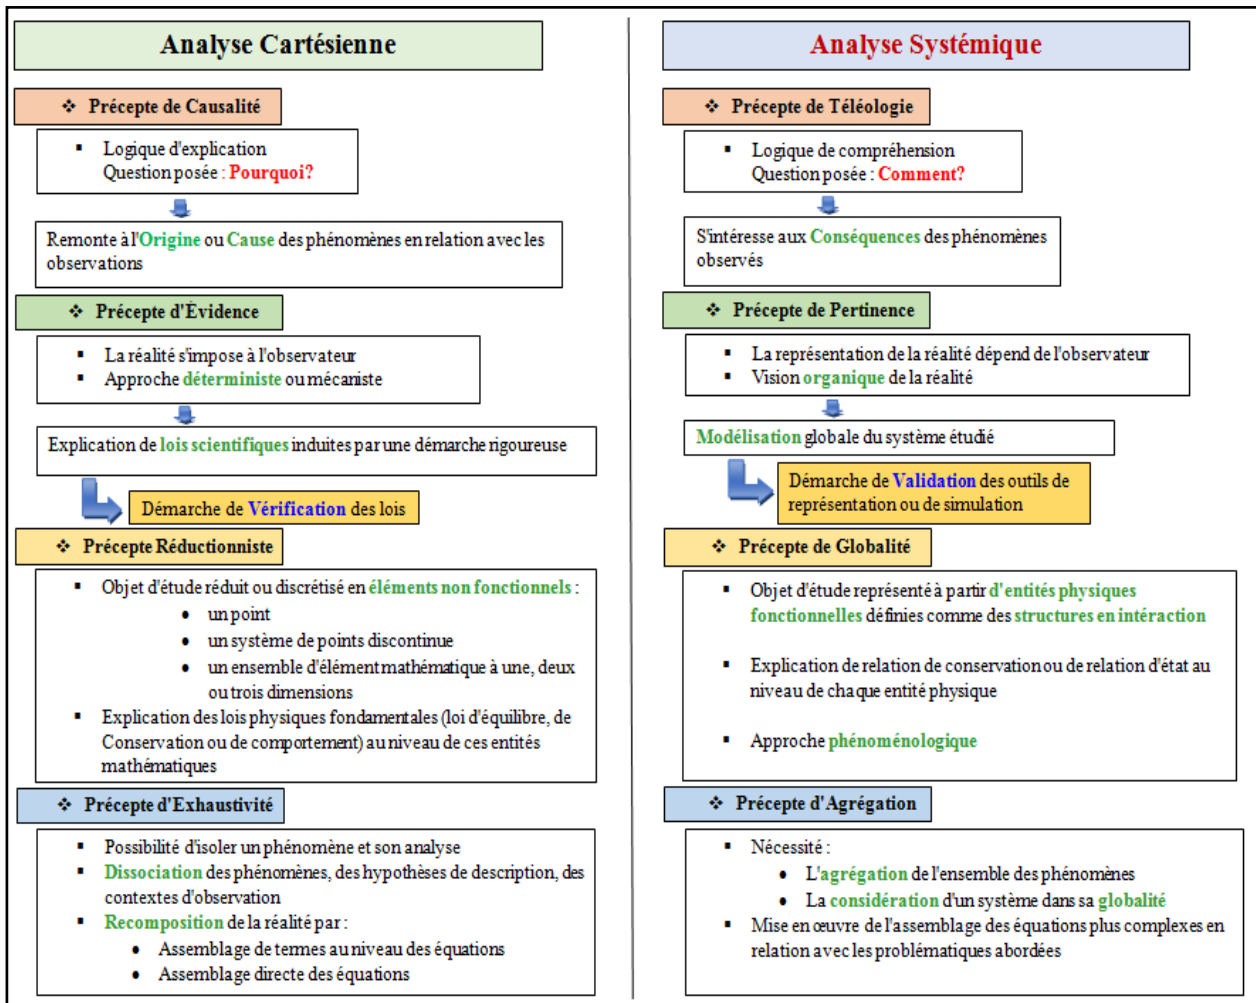 Analyse Cartésienne
❖ Précepte de Causalité
▪ Logique d'explication
Question posée : Pourquoi?
Remonte à l'Origine ou Cause des phénomènes en relation avec les
observations
❖ Précepte d'Évidence
▪ La réalité s'impose à l'observateur
▪ Approche déterministe ou mécaniste
Explication de lois scientifiques induites par une démarche rigoureuse
Démarche de Vérification des lois
❖ Précepte Réductionniste
▪ Objet d'étude réduit ou discrétisé en éléments non fonctionnels :
● un point
● un système de points discontinue
● un ensemble d'élément mathématique à une, deux
ou trois dimensions
▪ Explication des lois physiques fondamentales (loi d'équilibre, de
Conservation ou de comportement) au niveau de ces entités
mathématiques
❖ Précepte d'Exhaustivité
▪ Possibilité d'isoler un phénomène et son analyse
▪ Dissociation des phénomènes, des hypothèses de description, des
contextes d'observation
▪ Recomposition de la réalité par :
● Assemblage de termes au niveau des équations
● Assemblage directe des équations
Analyse Systémique
❖ Précepte de Téléologie
▪ Logique de compréhension
Question posée : Comment?
S'intéresse aux Conséquences des phénomènes
observés
❖ Précepte de Pertinence
▪ La représentation de la réalité dépend de l'observateur
▪ Vision organique de la réalité
Modélisation globale du système étudié
Démarche de Validation des outils de
représentation ou de simulation
❖ Précepte de Globalité
▪ Objet d'étude représenté à partir d'entités physiques
fonctionnelles définies comme des structures en intéraction
▪ Explication de relation de conservation ou de relation d'état au
niveau de chaque entité physique
▪ Approche phénoménologique
❖ Précepte d'Agrégation
▪ Nécessité :
● L'agrégation de l'ensemble des phénomènes
● La considération d'un système dans sa globalité
▪ Mise en œuvre de l'assemblage des équations plus complexes en
relation avec les problématiques abordées